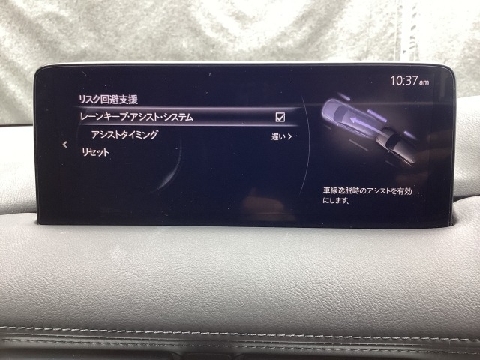 10:37am
リスク回避支援
レーンキープ・アシスト・システム
アシストタイミング 遅い
リセット
車線逸脱時のアシストを有効
にします。